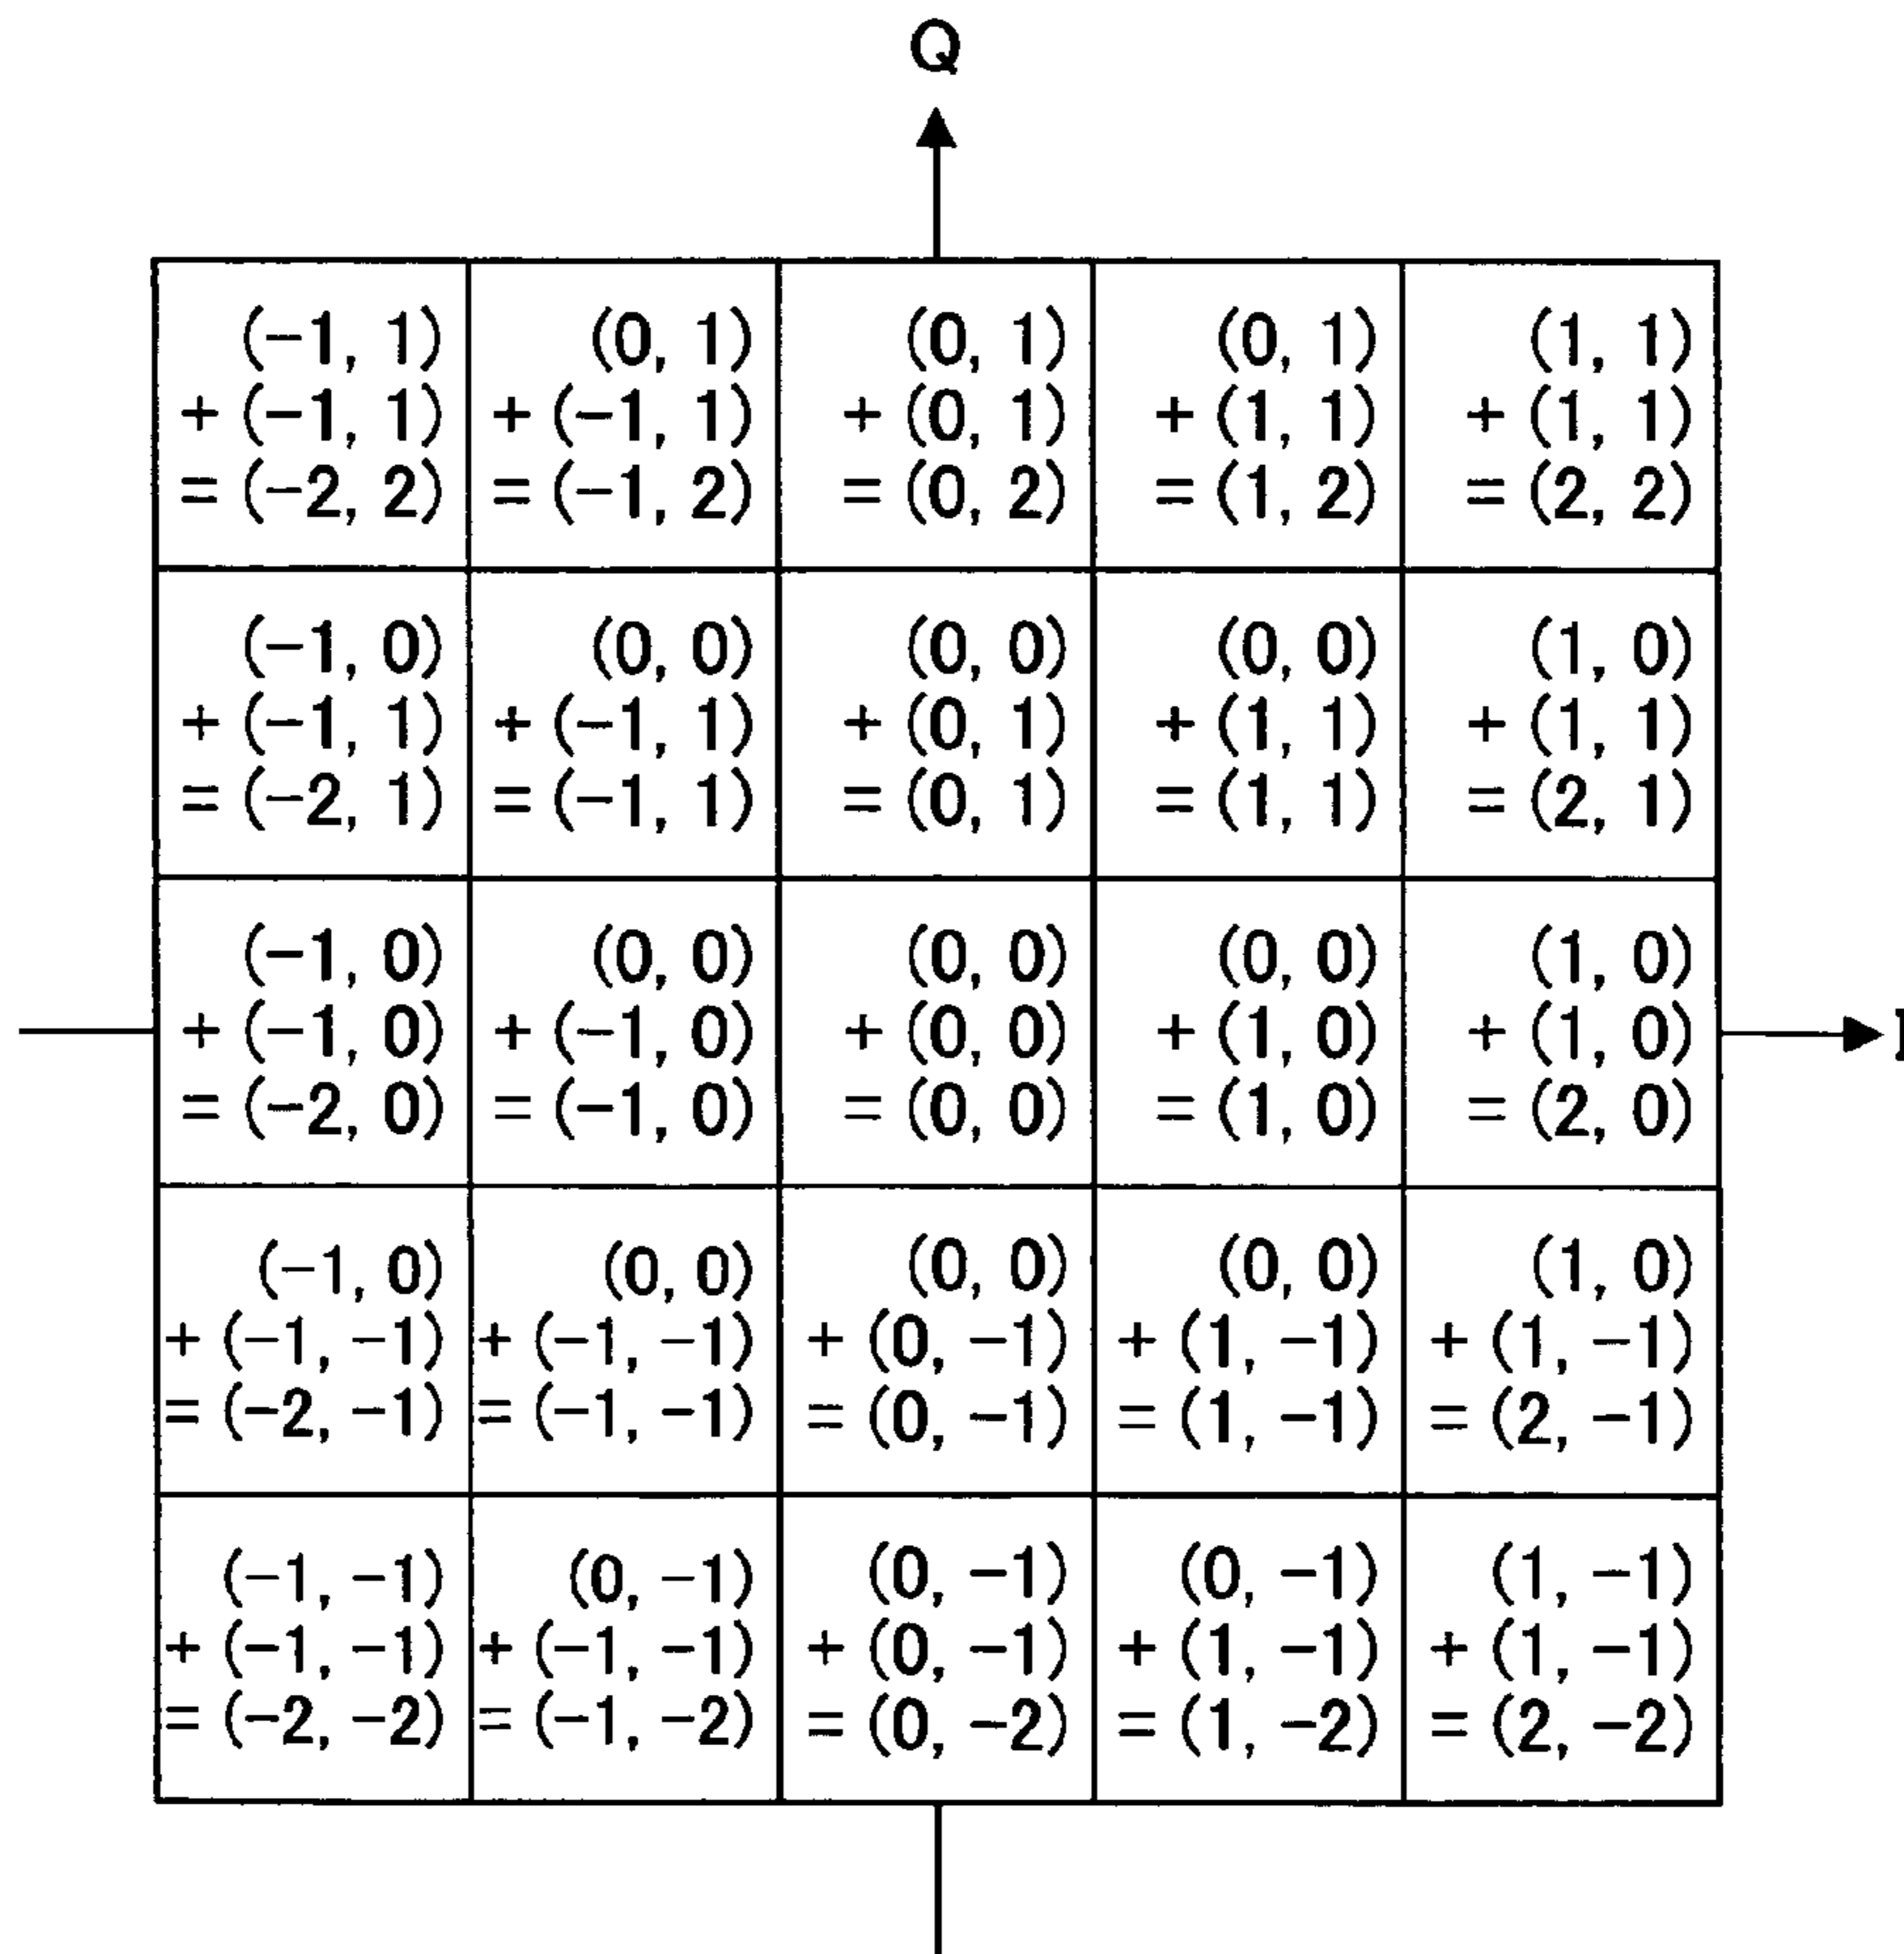 Q
(-1, 1) (0, 1) (0, 1) (0, 1) (1, 1)
+ (-1, 1) + (-1, 1) + (0, 1) + (1, 1) + (1, 1)
= (-2, 2) = (-1, 2) = (0, 2) = (1, 2) = (2, 2)
(-1, 0) (0, 0) (0, 0) (0, 0) (1, 0)
+ (-1, 1) + (-1, 1) + (0, 1) + (1, 1) + (1, 1)
= (-2, 1) = (-1, 1) = (0, 1) = (1, 1) = (2, 1)
(-1, 0) (0, 0) (0, 0) (0, 0) (1, 0)
+ (-1, 0) + (-1, 0) + (0, 0) + (1, 0) + (1, 0)
= (-2, 0) = (-1, 0) = (0, 0) = (1, 0) = (2, 0)
I
(-1, 0) (0, 0) (0, 0) (0, 0) (1, 0)
+ (-1, -1) + (-1, -1) + (0, -1) + (1, -1) + (1, -1)
= (-2, -1) = (-1, -1) = (0, -1) = (1, -1) = (2, -1)
(-1, -1) (0, -1) (0, -1) (0, -1) (1, -1)
+ (-1, -1) + (-1, -1) + (0, -1) + (1, -1) + (1, -1)
= (-2, -2) = (-1, -2) = (0, -2) = (1, -2) = (2, -2)